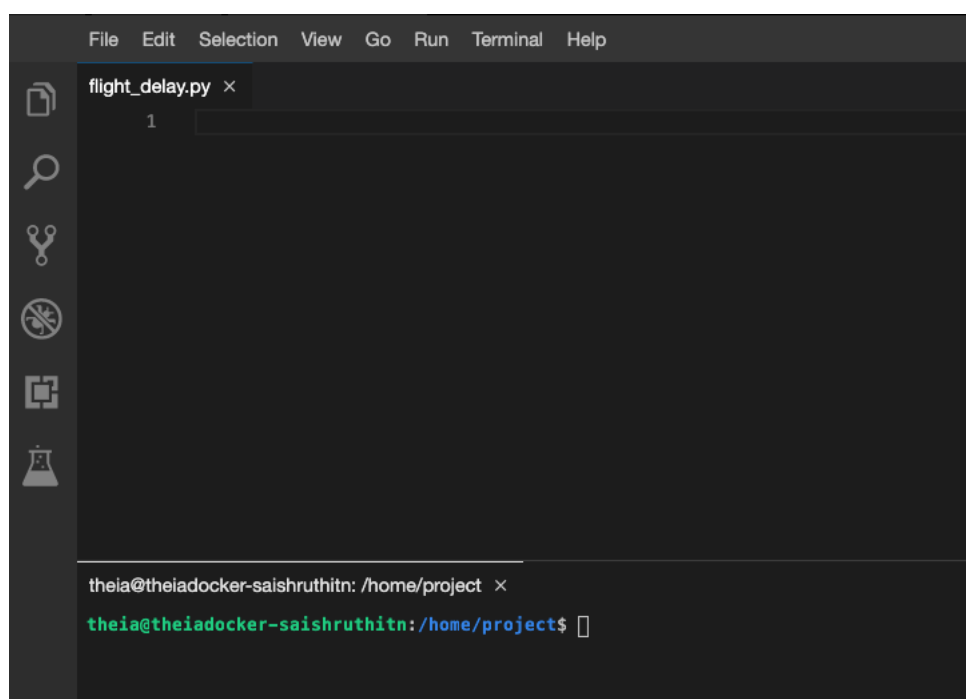 File Edit Selection View Go Run Terminal Help
flight_delay.py ×
1
theia@theiadocker-saishruthitn: /home/project ×
theia@theiadocker-saishruthitn:/home/project$